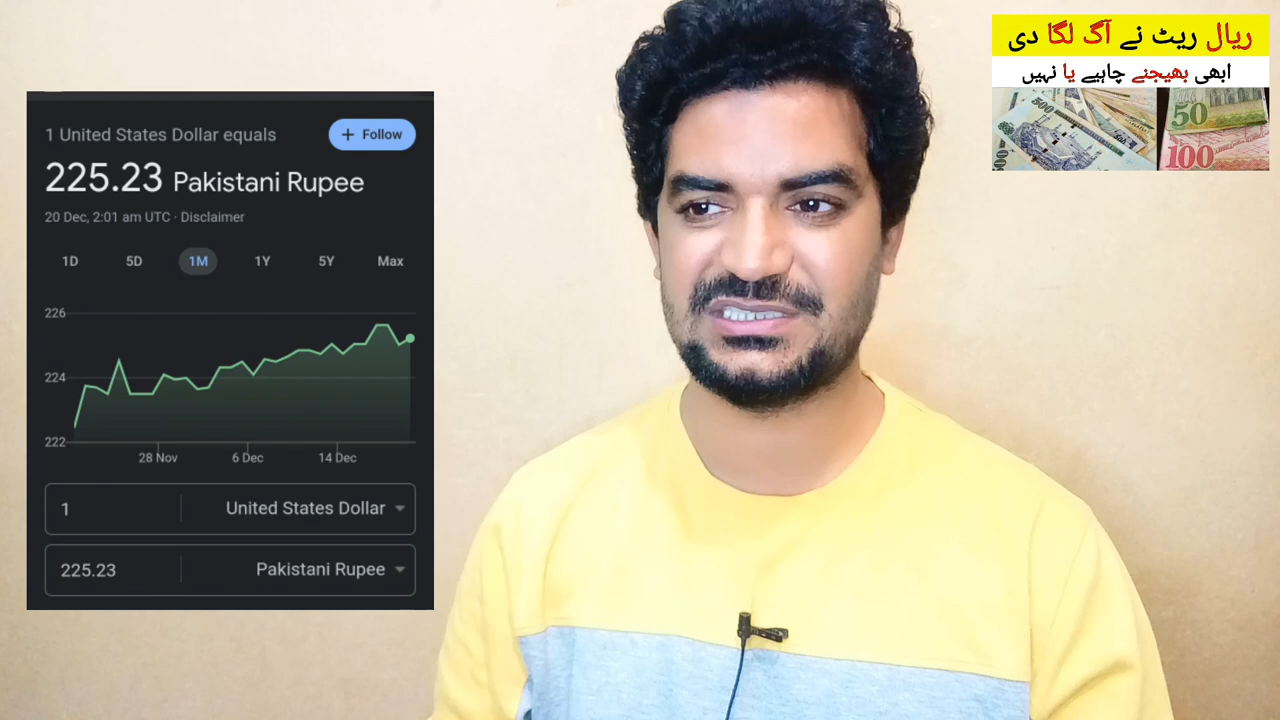 1 United States Dollar equals
+ Follow
225.23 Pakistani Rupee
20 Dec, 2:01 am UTC · Disclaimer
1D 5D 1M 1Y 5Y Max
226
224
222
28 Nov 6 Dec 14 Dec
1 United States Dollar
225.23 Pakistani Rupee
ریال ریٹ نے آگ لگا دی
ابھی بھیجنے چاہیے یا نہیں
500
50
100